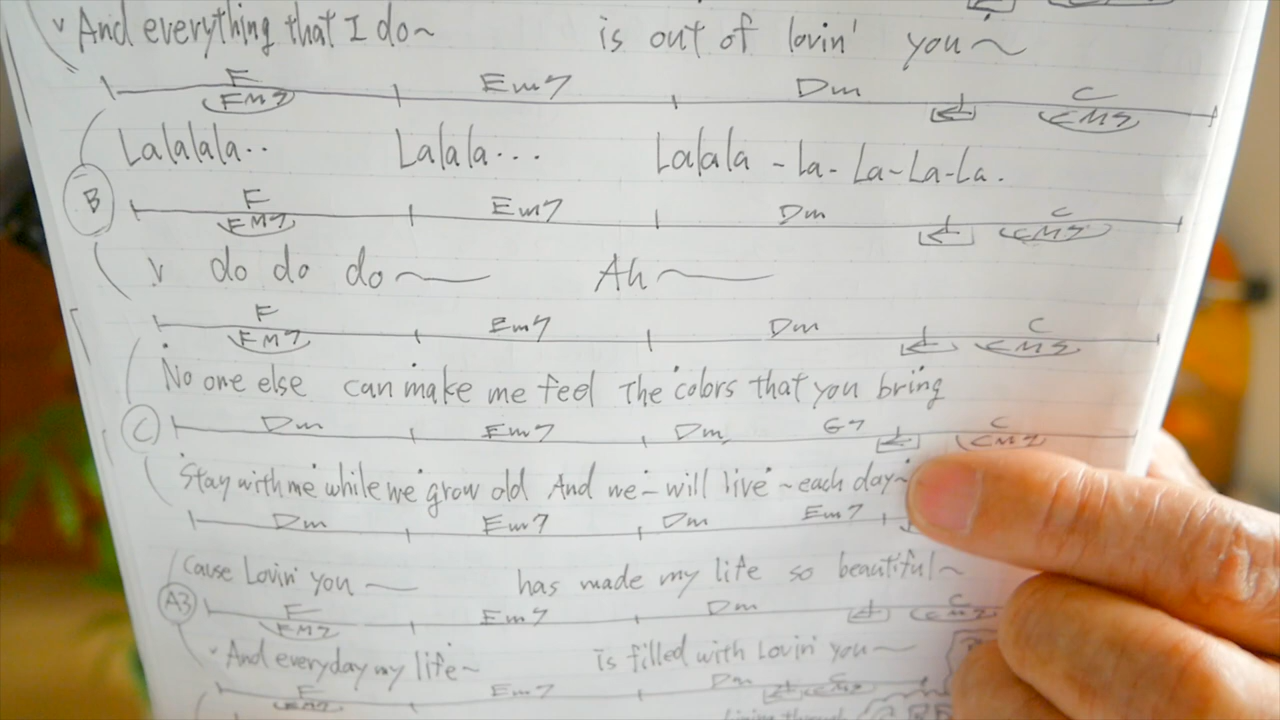 v And everything that I do~ is out of lovin' you~
F Em7 Dm C
FM7 CM7
Lalalala.. Lalala... Lalala - la - La - La - La.
B F Em7 Dm C
FM7 CM7
v do do do~ Ah~
F Em7 Dm C
FM7 CM7
No one else can make me feel The colors that you bring
C Dm Em7 Dm G7 C
CM7
Stay with me while we grow old And we - will live ~ each day~
Dm Em7 Dm Em7
Cause Lovin' you ~ has made my life so beautiful~
A3 F Em7 Dm C
FM7 CM7
And everyday my life~ is filled with Lovin' you~
F Em7 Dm C
FM7